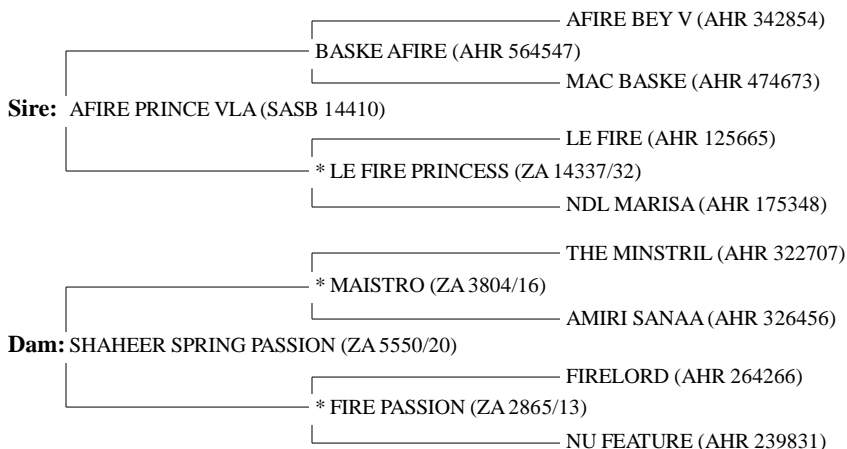 AFIRE BEY V (AHR 342854)
BASKE AFIRE (AHR 564547)
MAC BASKE (AHR 474673)
Sire: AFIRE PRINCE VLA (SASB 14410)
LE FIRE (AHR 125665)
* LE FIRE PRINCESS (ZA 14337/32)
NDL MARISA (AHR 175348)
THE MINSTRIL (AHR 322707)
* MAISTRO (ZA 3804/16)
AMIRI SANAA (AHR 326456)
Dam: SHAHEER SPRING PASSION (ZA 5550/20)
FIRELORD (AHR 264266)
* FIRE PASSION (ZA 2865/13)
NU FEATURE (AHR 239831)